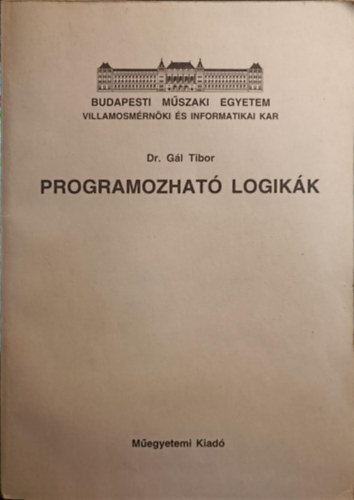 BUDAPESTI MŰSZAKI EGYETEM
VILLAMOSMÉRNÖKI ÉS INFORMATIKAI KAR
Dr. Gál Tibor
PROGRAMOZHATÓ LOGIKÁK
Műegyetemi Kiadó